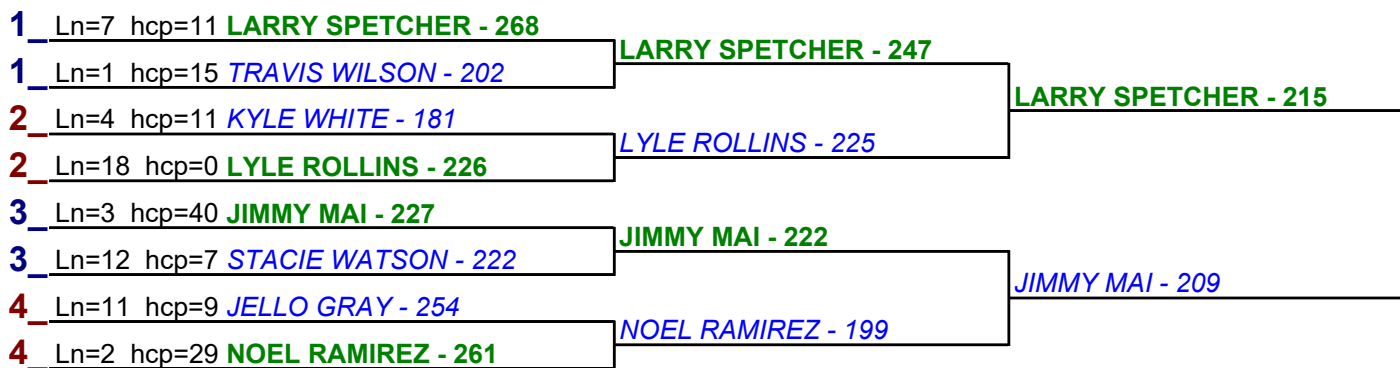 1_ Ln=7 hcp=11 LARRY SPETCHER - 268
1_ Ln=1 hcp=15 TRAVIS WILSON - 202
2_ Ln=4 hcp=11 KYLE WHITE - 181
2_ Ln=18 hcp=0 LYLE ROLLINS - 226
3_ Ln=3 hcp=40 JIMMY MAI - 227
3_ Ln=12 hcp=7 STACIE WATSON - 222
4_ Ln=11 hcp=9 JELLO GRAY - 254
4_ Ln=2 hcp=29 NOEL RAMIREZ - 261
LARRY SPETCHER - 247
LYLE ROLLINS - 225
JIMMY MAI - 222
NOEL RAMIREZ - 199
LARRY SPETCHER - 215
JIMMY MAI - 209